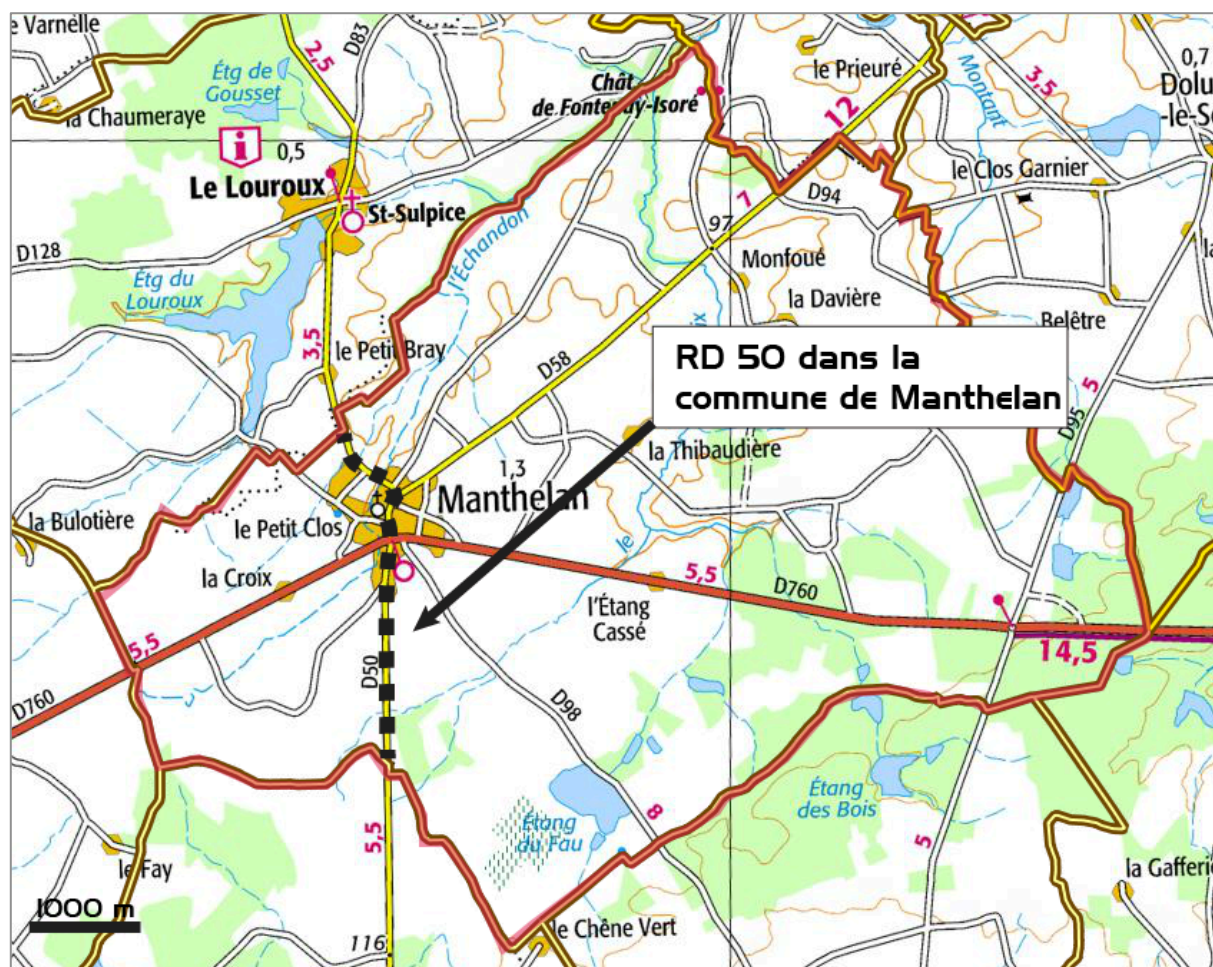 e Varnelle
D83
2,5
Étg de
Gousset
la Chaumeraye
0,5
Le Louroux
St-Sulpice
D128
Étg du
Louroux
3,5
l'Échandon
le Petit Bray
Chât
de Fontenay-Isoré
le Prieuré
12
Montant
3,5
0,7
Dolu
-le-S
le Clos Garnier
7
D94
97
Monfoué
la Davière
Belêtre
D58
RD 50 dans la
commune de Manthelan
5
D95
la Thibaudière
1,3
Manthelan
la Bulotière
le Petit Clos
la Croix
le
5,5
D760
l'Étang
Cassé
14,5
5,5
D760
D50
D98
Étang
des Bois
Étang
du Fau
8
5
5,5
le Fay
la Gafferi
1000 m
116
le Chêne Vert